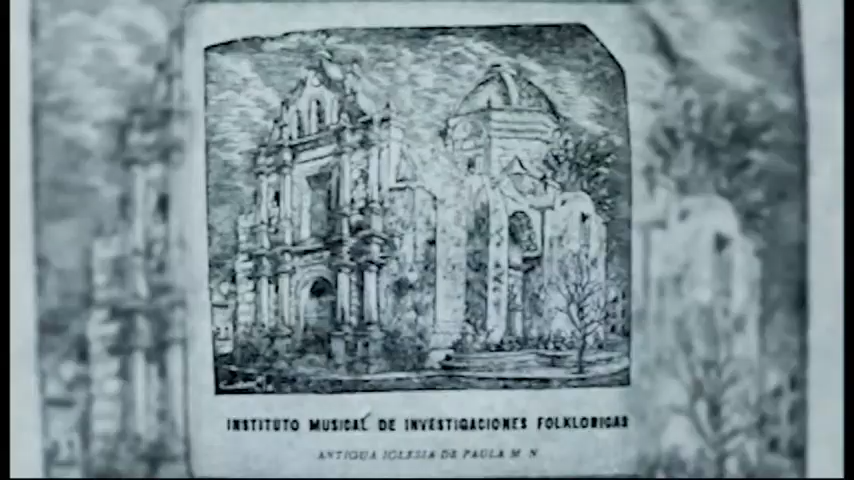 INSTITUTO MUSICAL DE INVESTIGACIONES FOLKLORICAS
ANTIGUA IGLESIA DE PAULA M N